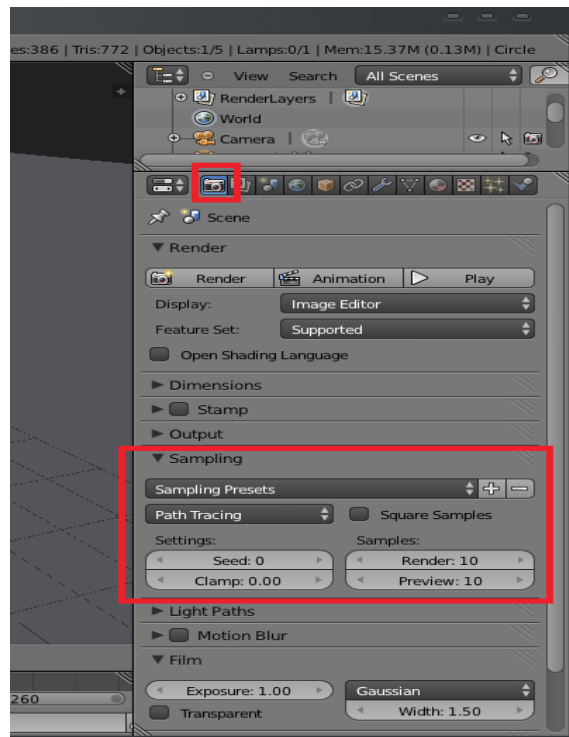 es:386 | Tris:772 | Objects:1/5 | Lamps:0/1 | Mem:15.37M (0.13M) | Circle
View Search All Scenes
RenderLayers |
World
Camera |
Scene
Render
Render Animation Play
Display: Image Editor
Feature Set: Supported
Open Shading Language
Dimensions
Stamp
Output
Sampling
Sampling Presets
Path Tracing Square Samples
Settings: Samples:
Seed: 0 Render: 10
Clamp: 0.00 Preview: 10
Light Paths
Motion Blur
Film
Exposure: 1.00 Gaussian
260 Transparent Width: 1.50